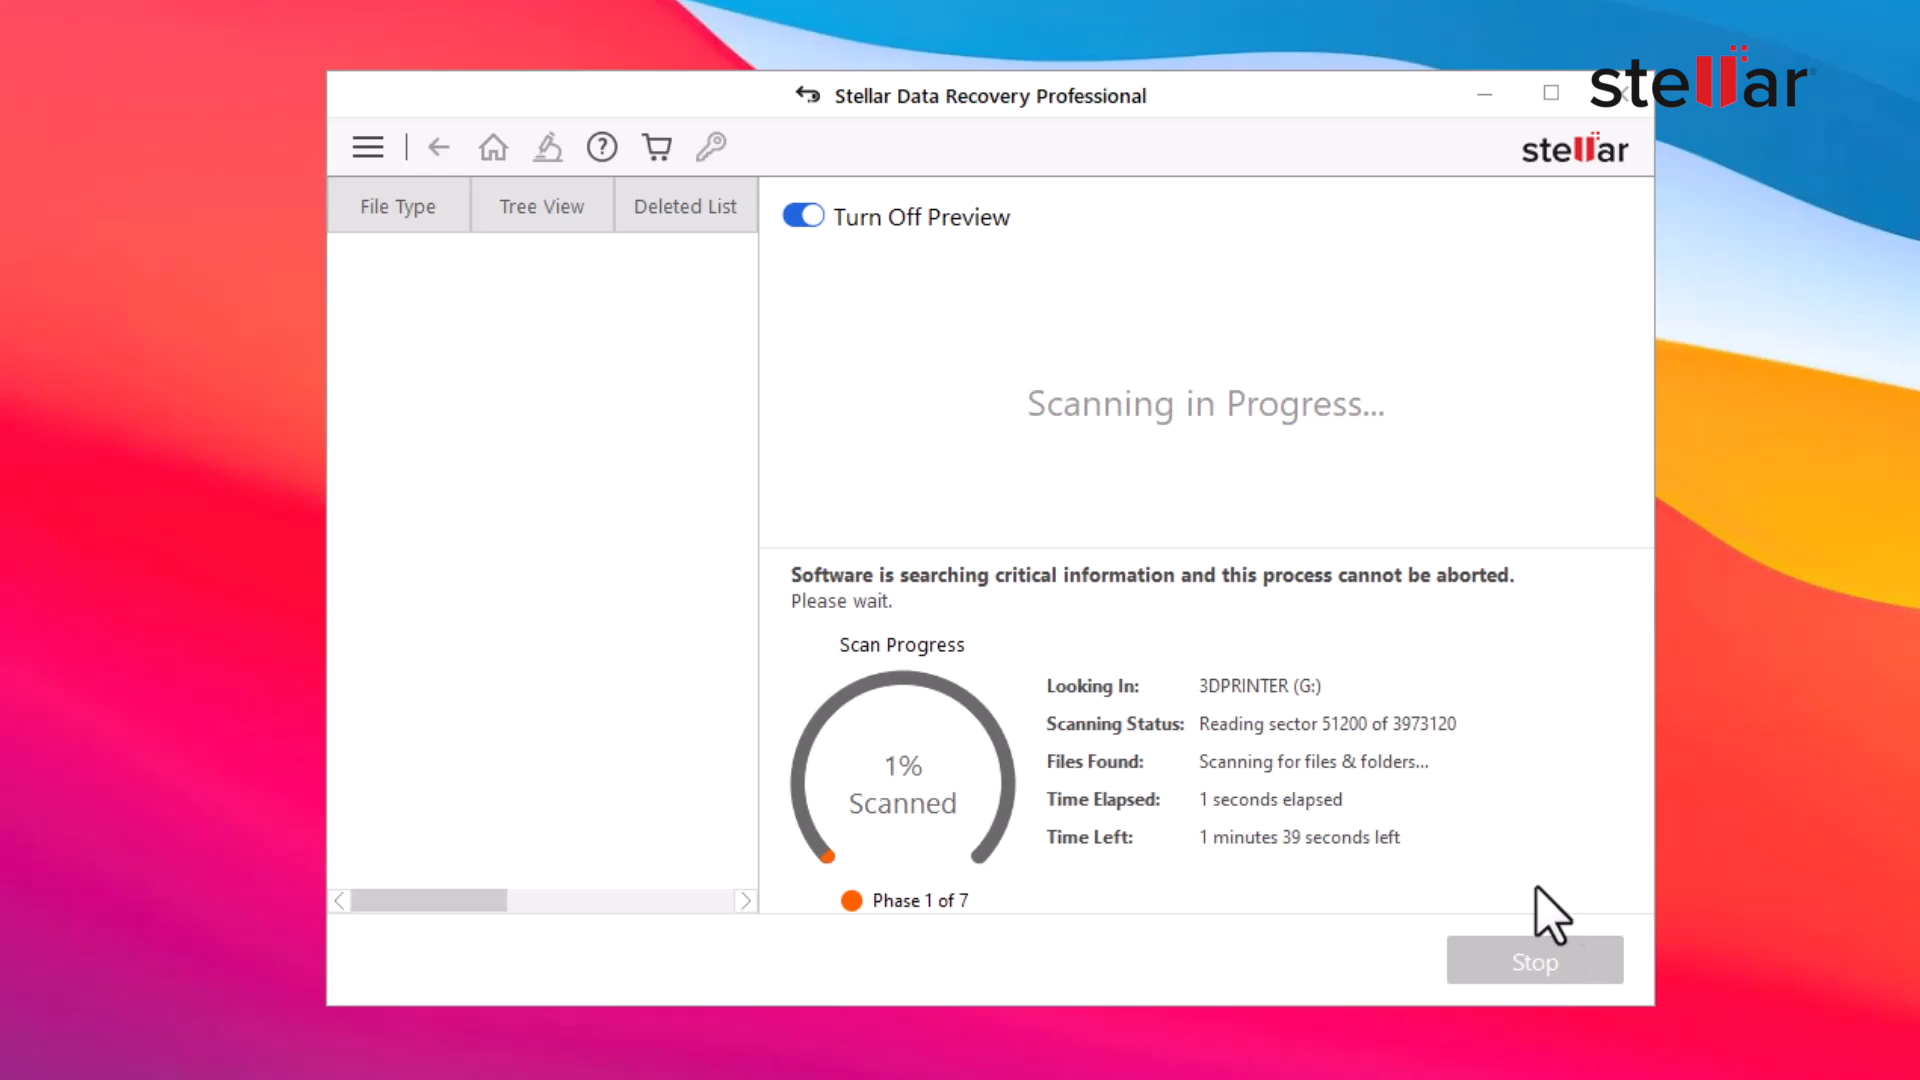 stellar
Stellar Data Recovery Professional
stellar
File Type
Tree View
Deleted List
Turn Off Preview
Scanning in Progress...
Software is searching critical information and this process cannot be aborted.
Please wait.
Scan Progress
1%
Scanned
Phase 1 of 7
Looking In: 3DPRINTER (G:)
Scanning Status: Reading sector 51200 of 3973120
Files Found: Scanning for files & folders...
Time Elapsed: 1 seconds elapsed
Time Left: 1 minutes 39 seconds left
Stop